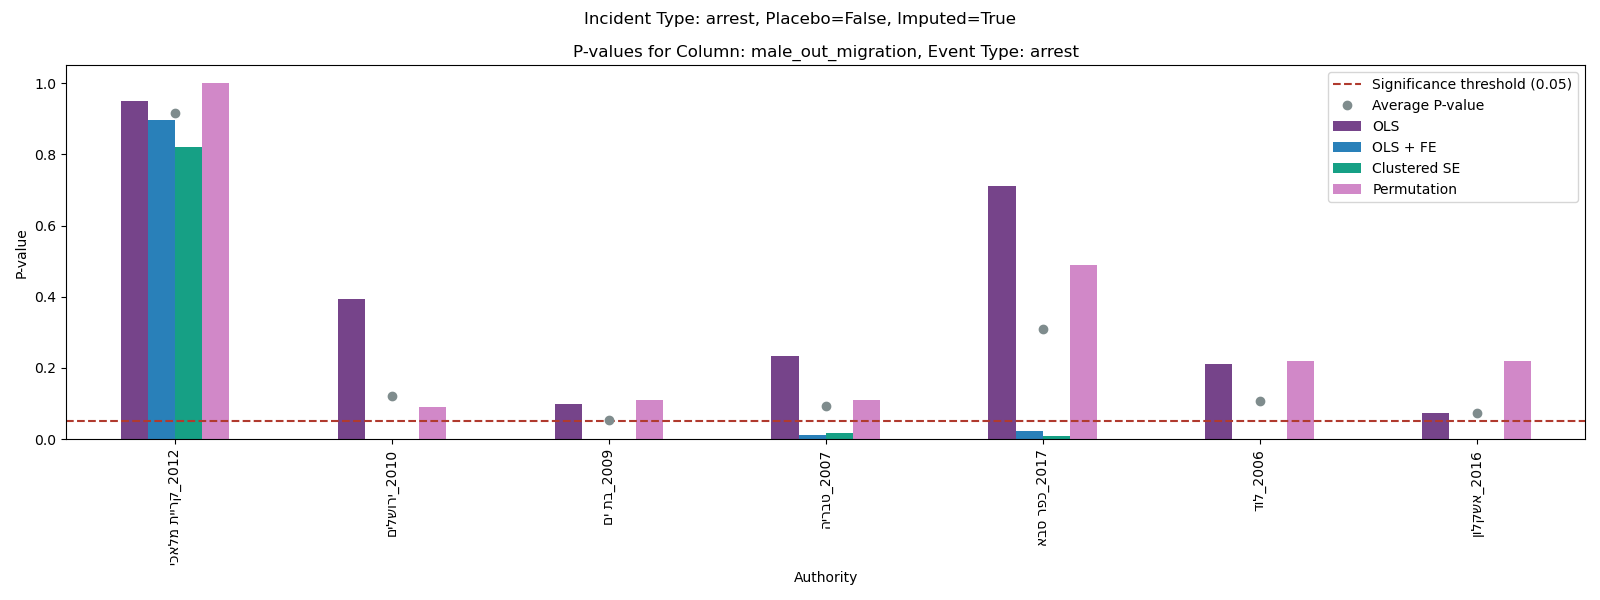 Incident Type: arrest, Placebo=False, Imputed=True
P-values for Column: male_out_migration, Event Type: arrest
Significance threshold (0.05)
Average P-value
OLS
OLS + FE
Clustered SE
Permutation
P-value
1.0
0.8
0.6
0.4
0.2
0.0
קריית מלאכי_2012
ירושלים_2010
בת ים_2009
טבריה_2007
כפר סבא_2017
לוד_2006
אשקלון_2016
Authority